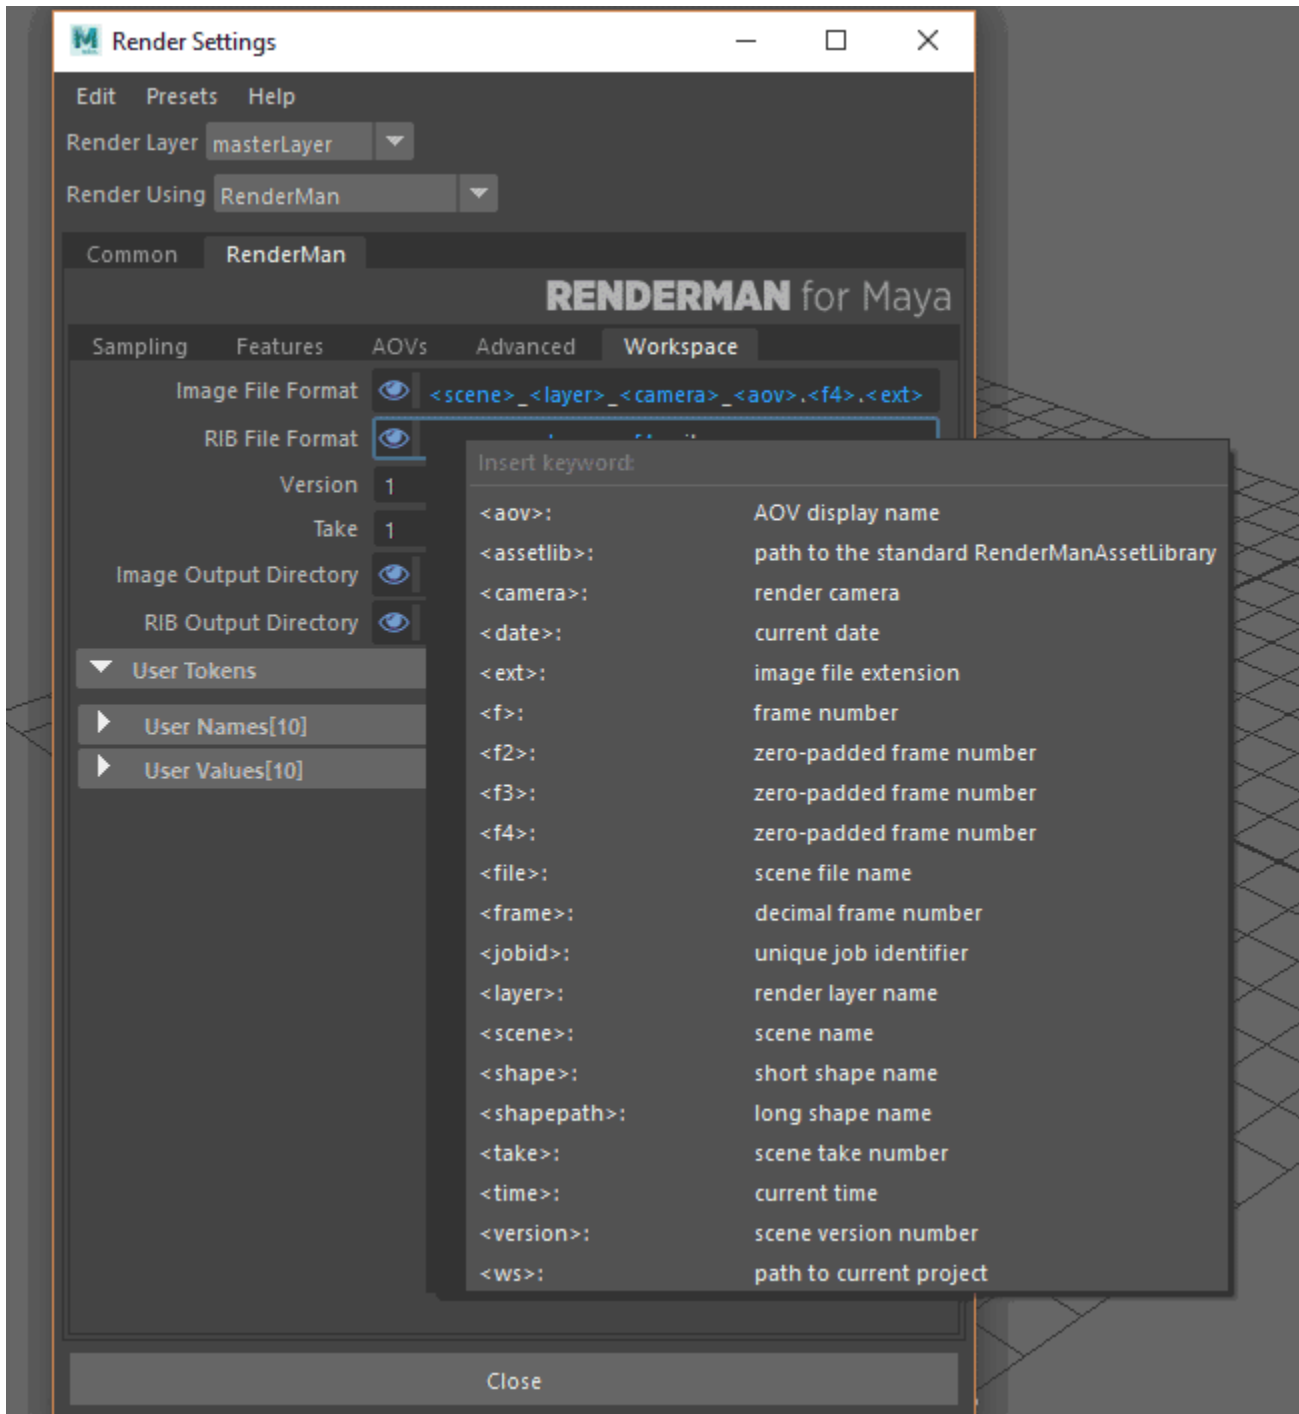 Render Settings
Edit Presets Help
Render Layer masterLayer
Render Using RenderMan
Common RenderMan
RENDERMAN for Maya
Sampling Features AOVs Advanced Workspace
Image File Format <scene>_<layer>_<camera>_<aov>.<f4>.<ext>
RIB File Format
Insert keyword:
Version 1
Take 1
Image Output Directory
RIB Output Directory
User Tokens
User Names[10]
User Values[10]
<aov>: AOV display name
<assetlib>: path to the standard RenderManAssetLibrary
<camera>: render camera
<date>: current date
<ext>: image file extension
<f>: frame number
<f2>: zero-padded frame number
<f3>: zero-padded frame number
<f4>: zero-padded frame number
<file>: scene file name
<frame>: decimal frame number
<jobid>: unique job identifier
<layer>: render layer name
<scene>: scene name
<shape>: short shape name
<shapepath>: long shape name
<take>: scene take number
<time>: current time
<version>: scene version number
<ws>: path to current project
Close